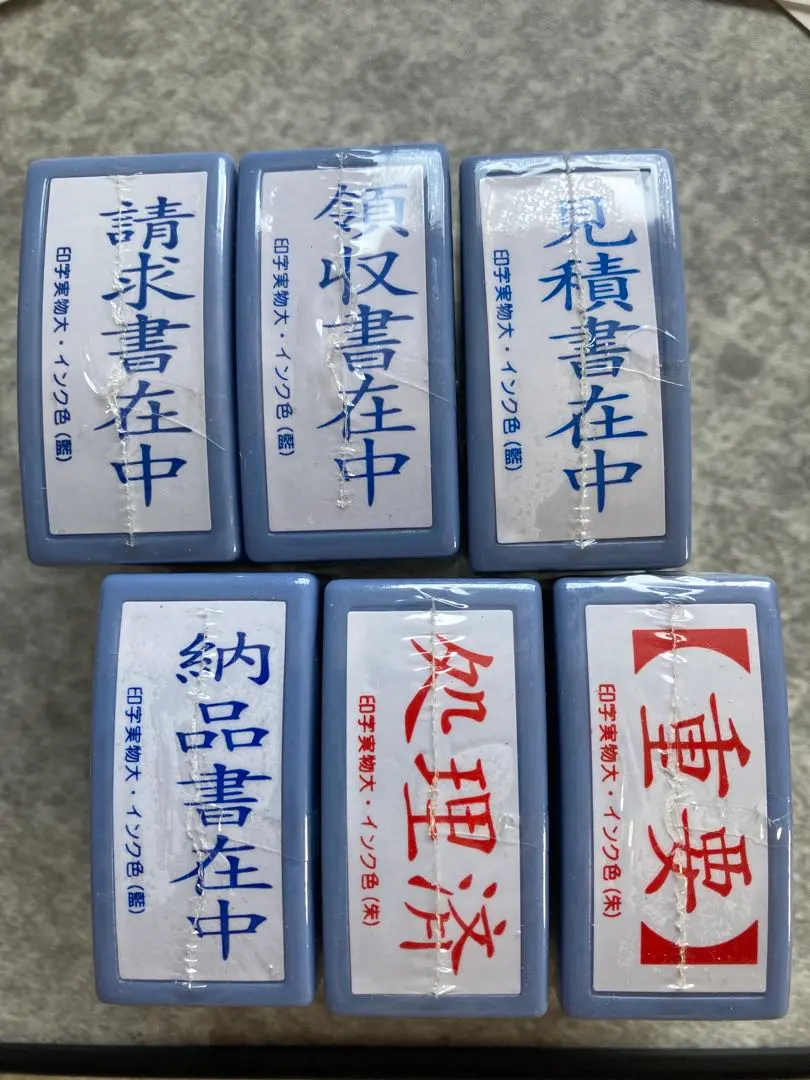 請求書在中
印字実物大・インク色(藍)
領収書在中
印字実物大・インク色(藍)
見積書在中
印字実物大・インク色(藍)
納品書在中
印字実物大・インク色(藍)
処理済
印字実物大・インク色(朱)
【重要】
印字実物大・インク色(朱)